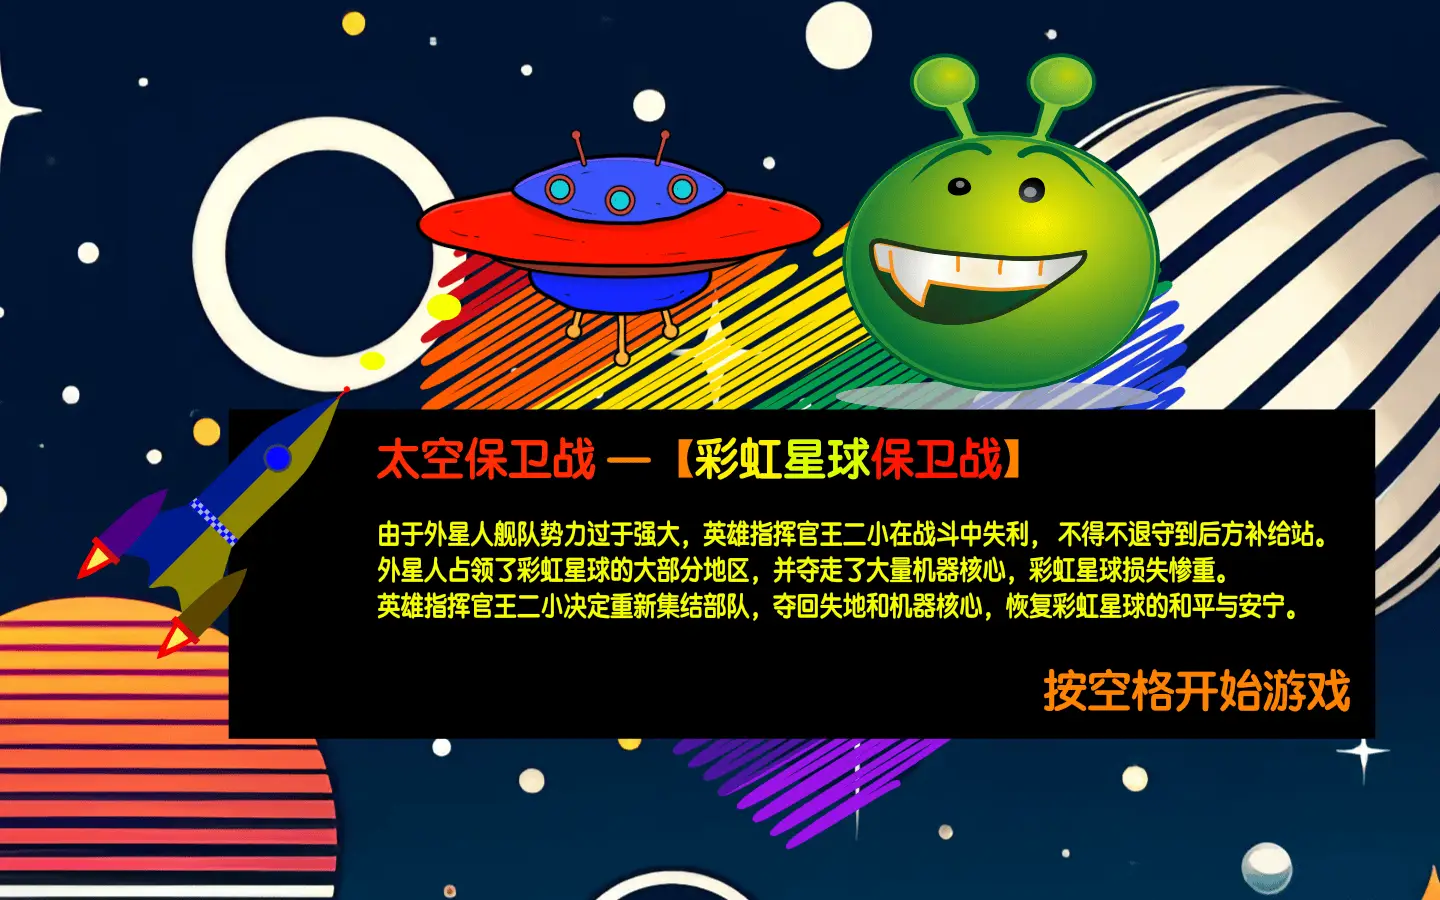 太空保卫战 —【彩虹星球保卫战】
由于外星人舰队势力过于强大，英雄指挥官王二小在战斗中失利， 不得不退守到后方补给站。
外星人占领了彩虹星球的大部分地区，并夺走了大量机器核心，彩虹星球损失惨重。
英雄指挥官王二小决定重新集结部队，夺回失地和机器核心，恢复彩虹星球的和平与安宁。
按空格开始游戏